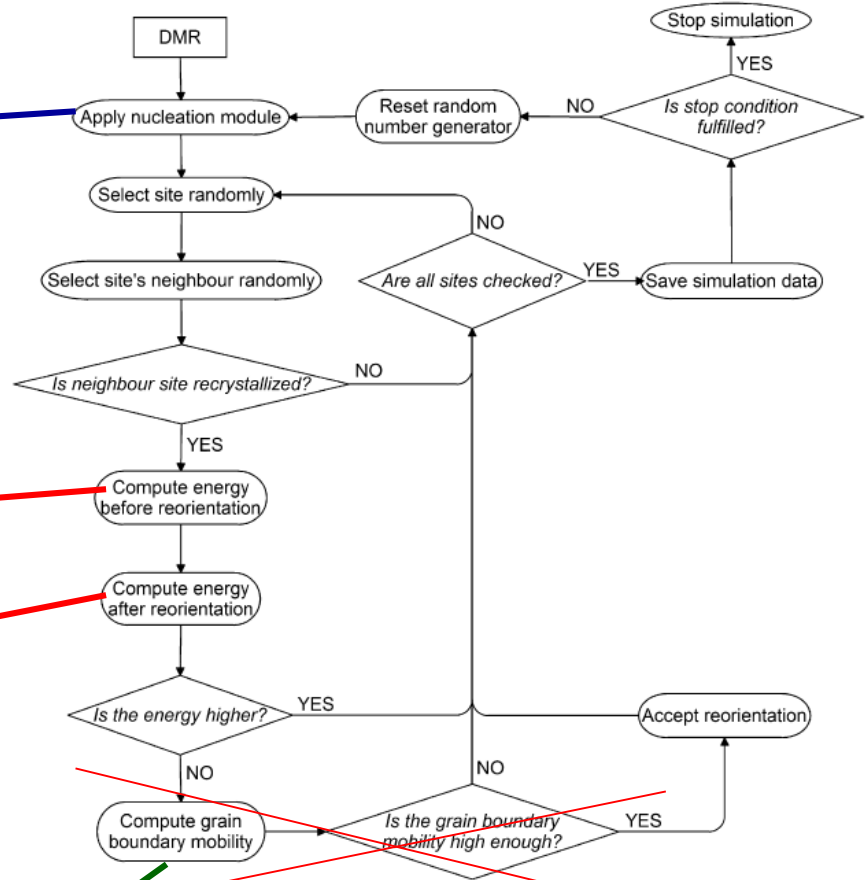 Stop simulation
DMR
YES
Apply nucleation module
Reset random
number generator
NO
Is stop condition
fulfilled?
Select site randomly
NO
Select site's neighbour randomly
Are all sites checked?
YES
Save simulation data
Is neighbour site recrystallized?
NO
YES
Compute energy
before reorientation
Compute energy
after reorientation
Is the energy higher?
YES
Accept reorientation
NO
NO
Compute grain
boundary mobility
Is the grain boundary
mobility high enough?
YES